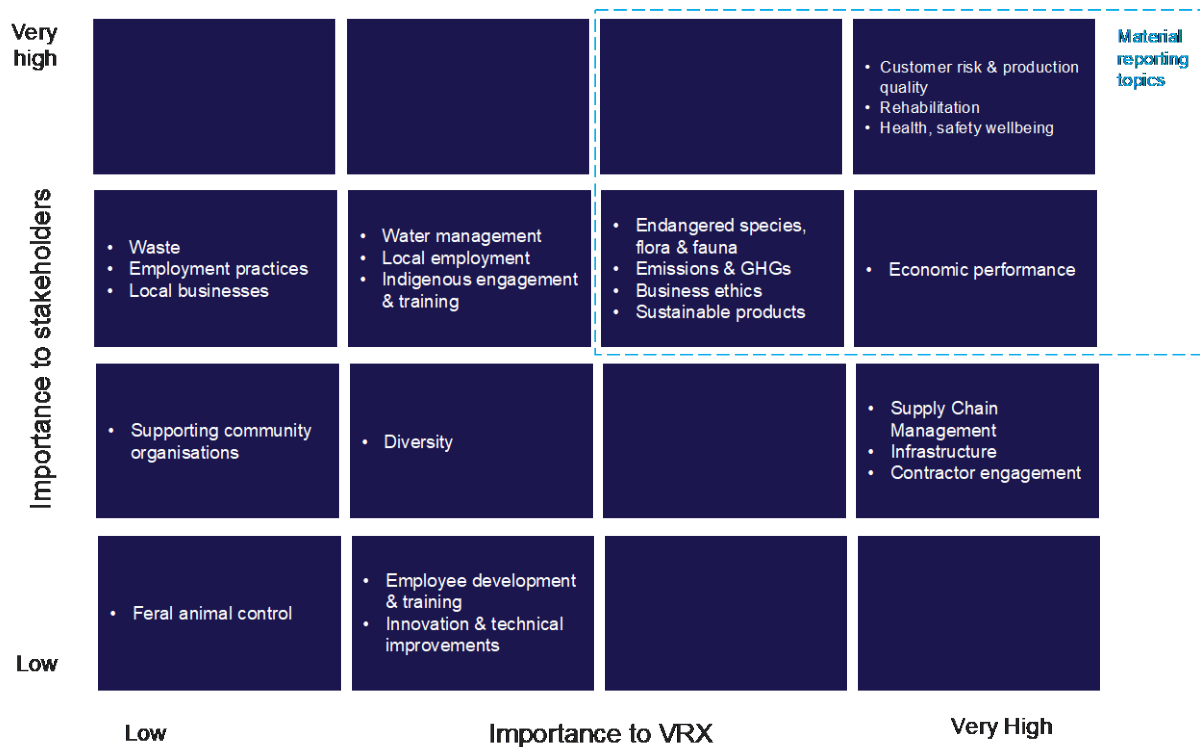 Very
high
Material
reporting
topics
• Customer risk & production
quality
• Rehabilitation
• Health, safety wellbeing
Importance to stakeholders
• Waste
• Employment practices
• Local businesses
• Water management
• Local employment
• Indigenous engagement
& training
• Endangered species,
flora & fauna
• Emissions & GHGs
• Business ethics
• Sustainable products
• Economic performance
• Supporting community
organisations
• Diversity
• Supply Chain
Management
• Infrastructure
• Contractor engagement
• Feral animal control
• Employee development
& training
• Innovation & technical
improvements
Low
Low
Importance to VRX
Very High